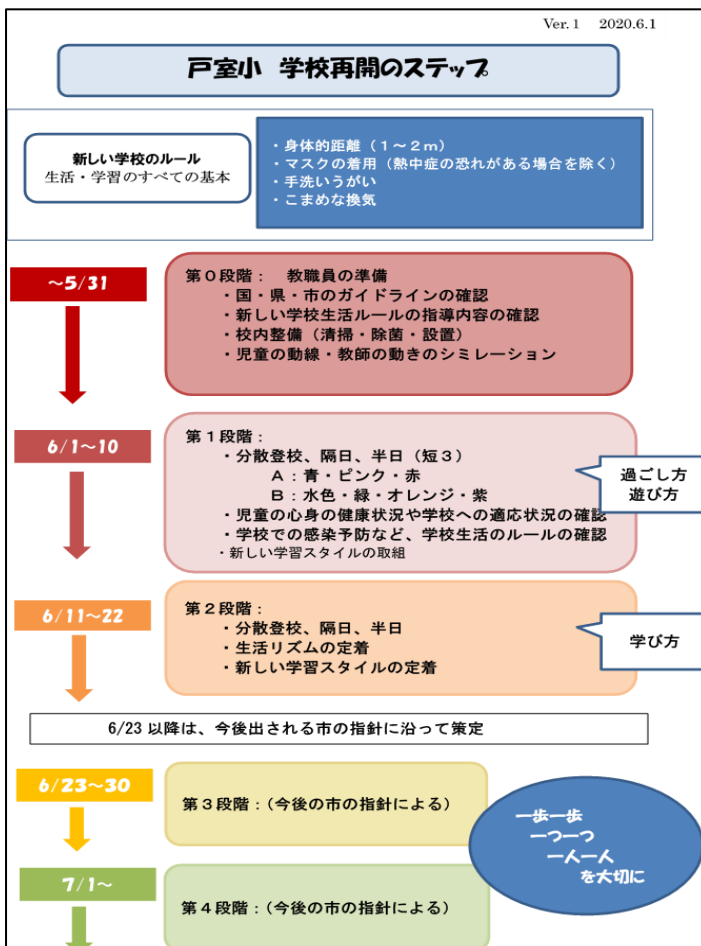 Ver. 1　2020.6.1
戸室小　学校再開のステップ
新しい学校のルール
生活・学習のすべての基本
・身体的距離（１～２ｍ）
・マスクの着用（熱中症の恐れがある場合を除く）
・手洗いうがい
・こまめな換気
～5/31
第０段階：　教職員の準備
・国・県・市のガイドラインの確認
・新しい学校生活ルールの指導内容の確認
・校内整備（清掃・除菌・設置）
・児童の動線・教師の動きのシミレーション
6/1～10
第１段階：
・分散登校、隔日、半日（短３）
Ａ：青・ピンク・赤
Ｂ：水色・緑・オレンジ・紫
・児童の心身の健康状況や学校への適応状況の確認
・学校での感染予防など、学校生活のルールの確認
・新しい学習スタイルの取組
過ごし方
遊び方
6/11～22
第２段階：
・分散登校、隔日、半日
・生活リズムの定着
・新しい学習スタイルの定着
学び方
6/23 以降は、今後出される市の指針に沿って策定
6/23～30
第３段階：（今後の市の指針による）
一歩一歩
一つ一つ
一人一人
を大切に
7/1～
第４段階：（今後の市の指針による）